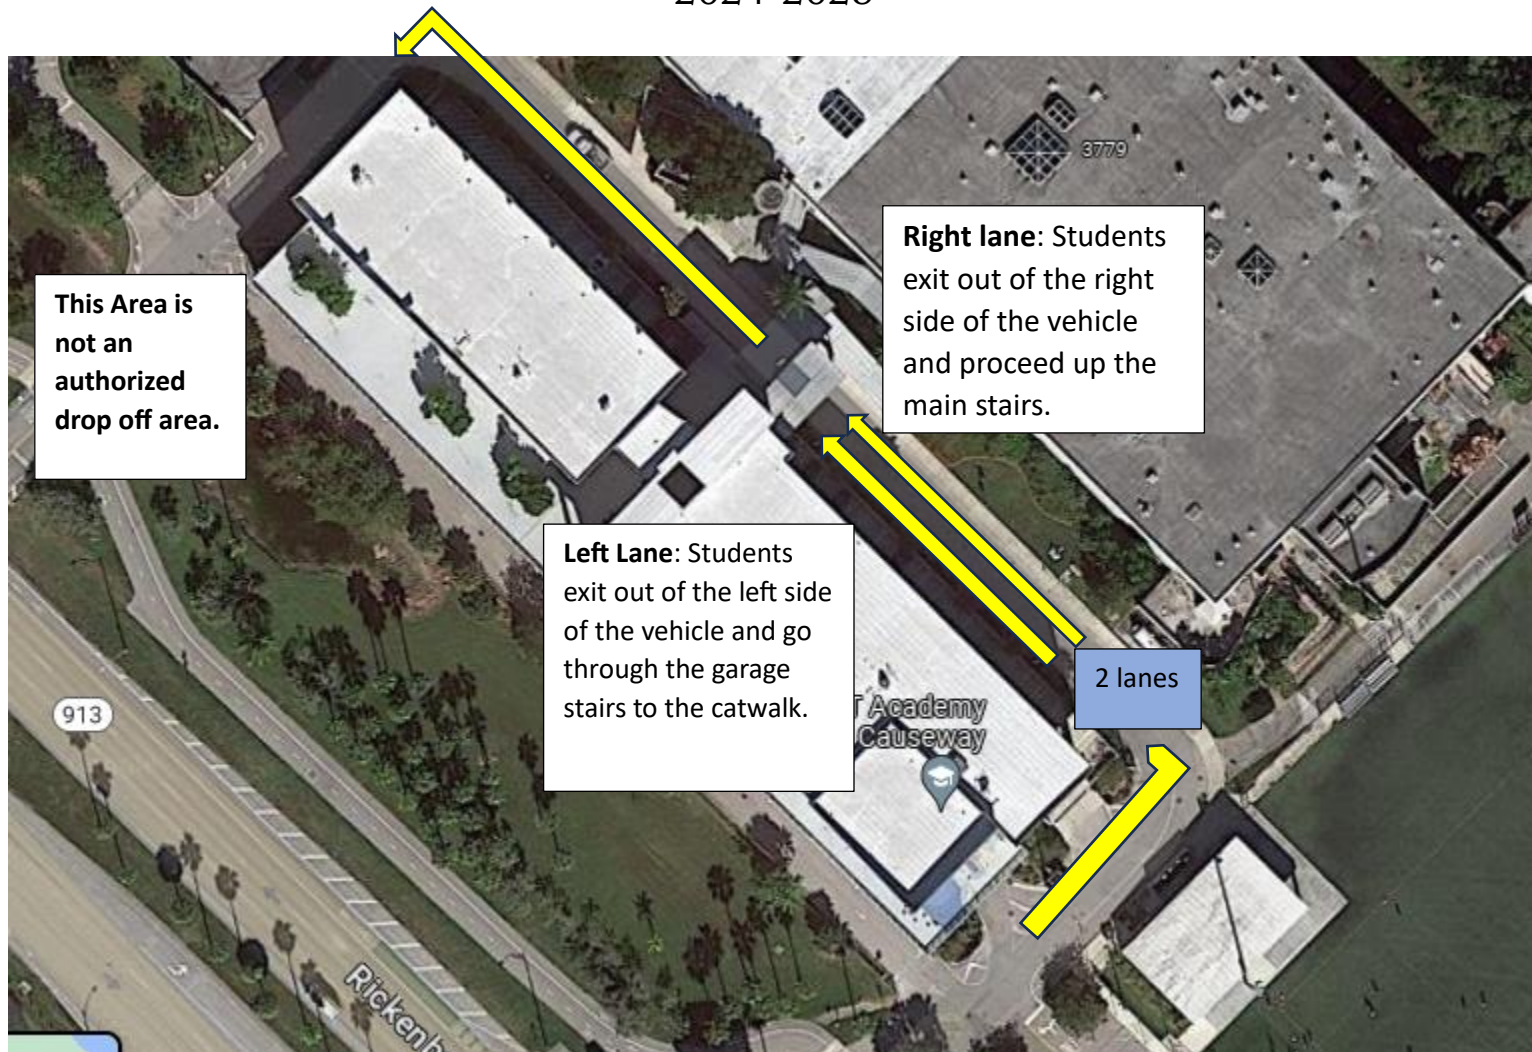 3779
Right lane: Students
exit out of the right
side of the vehicle
and proceed up the
main stairs.
This Area is
not an
authorized
drop off area.
Left Lane: Students
exit out of the left side
of the vehicle and go
through the garage
stairs to the catwalk.
2 lanes
Academy
Causeway
913